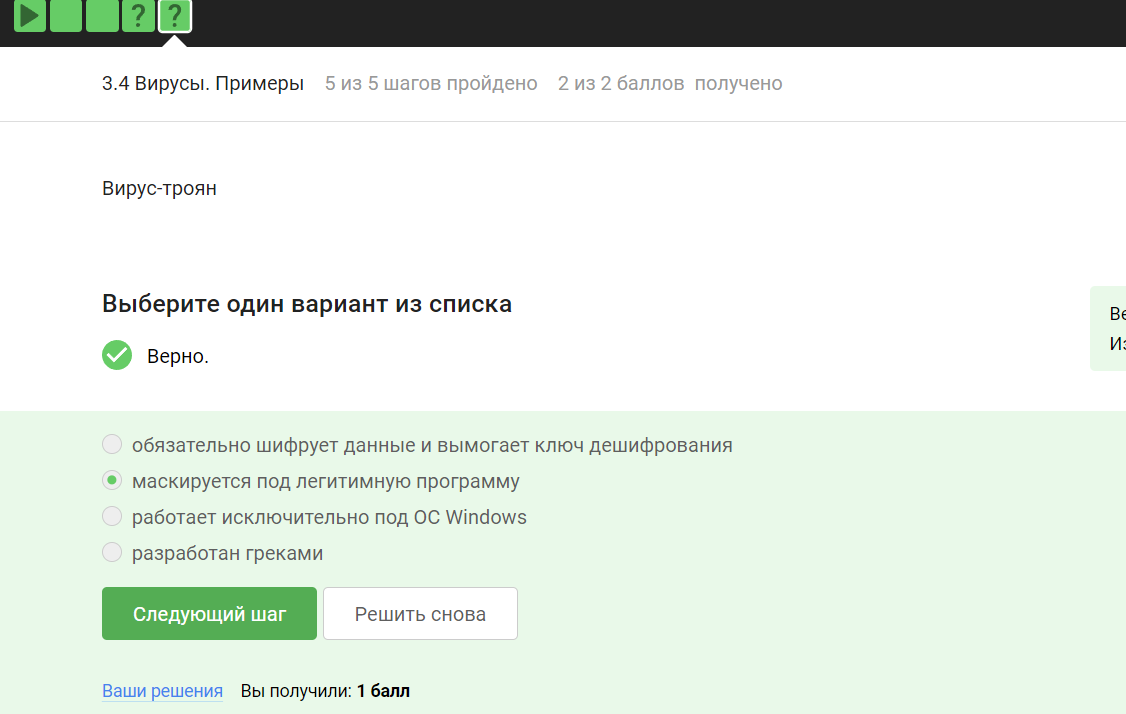 ? ?
3.4 Вирусы. Примеры 5 из 5 шагов пройдено 2 из 2 баллов получено
Вирус-троян
Выберите один вариант из списка
Верно.
обязательно шифрует данные и вымогает ключ дешифрования
маскируется под легитимную программу
работает исключительно под ОС Windows
разработан греками
Следующий шаг Решить снова
Ваши решения Вы получили: 1 балл